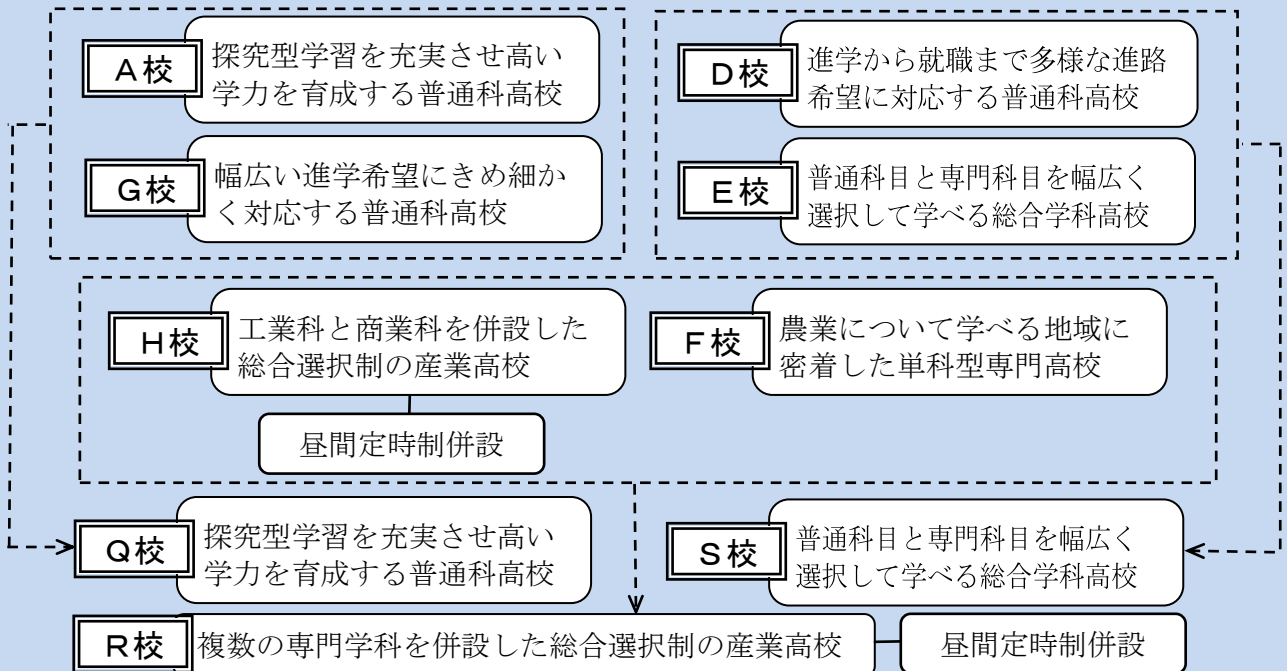 A校
探究型学習を充実させ高い
学力を育成する普通科高校
G校
幅広い進学希望にきめ細か
く対応する普通科高校
D校
進学から就職まで多様な進路
希望に対応する普通科高校
E校
普通科目と専門科目を幅広く
選択して学べる総合学科高校
H校
工業科と商業科を併設した
総合選択制の産業高校
昼間定時制併設
F校
農業について学べる地域に
密着した単科型専門高校
Q校
探究型学習を充実させ高い
学力を育成する普通科高校
S校
普通科目と専門科目を幅広く
選択して学べる総合学科高校
R校
複数の専門学科を併設した総合選択制の産業高校
昼間定時制併設